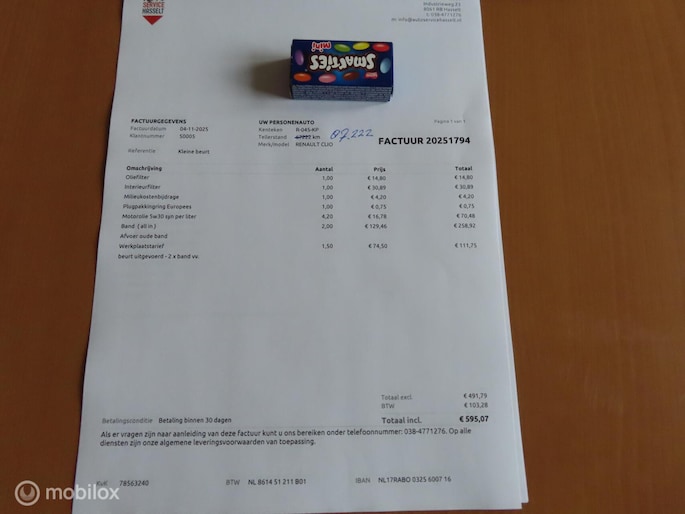 SERVICE
HASSELT
Industrieweg 23
8061 RB Hasselt
t. 038-4771276
m. info@autoservicehasselt.nl
Nestlé
SMARTIES
mini
FACTUURGEGEVENS
Factuurdatum 04-11-2025
Klantnummer 50005
Referentie : Kleine beurt
UW PERSONENAUTO
Kenteken R-045-KP
Tellerstand 67222 km 87.222
Merk/model RENAULT CLIO
Pagina 1 van 1
FACTUUR 20251794
Omschrijving Aantal Prijs Totaal
Oliefilter 1,00 € 14,80 € 14,80
Interieurfilter 1,00 € 30,89 € 30,89
Milieukostenbijdrage 1,00 € 4,20 € 4,20
Plugpakkingring Europees 1,00 € 0,75 € 0,75
Motorolie 5w30 syn per liter 4,20 € 16,78 € 70,48
Band ( all in ) 2,00 € 129,46 € 258,92
Afvoer oude band
Werkplaatstarief 1,50 € 74,50 € 111,75
beurt uitgevoerd - 2 x band vv.
Totaal excl. € 491,79
BTW € 103,28
Totaal incl. € 595,07
Betalingsconditie Betaling binnen 30 dagen
Als er vragen zijn naar aanleiding van deze factuur kunt u ons bereiken onder telefoonnummer: 038-4771276. Op alle
diensten zijn onze algemene leveringsvoorwaarden van toepassing.
KvK 78563240 BTW NL 8614 51 211 B01 IBAN NL17RABO 0325 6007 16
mobilox